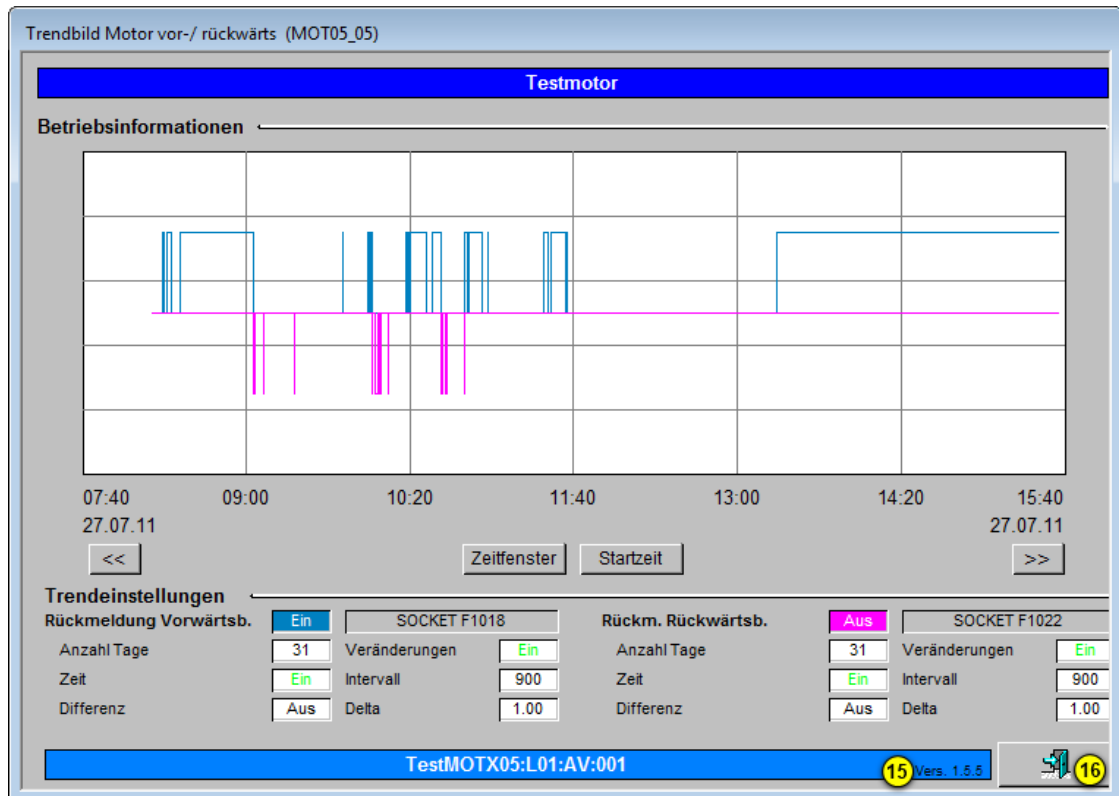 Trendbild Motor vor-/ rückwärts (MOT05_05)
Testmotor
Betriebsinformationen
07:40 09:00 10:20 11:40 13:00 14:20 15:40
27.07.11 27.07.11
<< Zeitfenster Startzeit >>
Trendeinstellungen
Rückmeldung Vorwärtsb. Ein SOCKET F1018 Rückm. Rückwärtsb. Aus SOCKET F1022
Anzahl Tage 31 Veränderungen Ein Anzahl Tage 31 Veränderungen Ein
Zeit Ein Intervall 900 Zeit Ein Intervall 900
Differenz Aus Delta 1.00 Differenz Aus Delta 1.00
TestMOTX05:L01:AV:001 15 Vers. 1.5.5 16